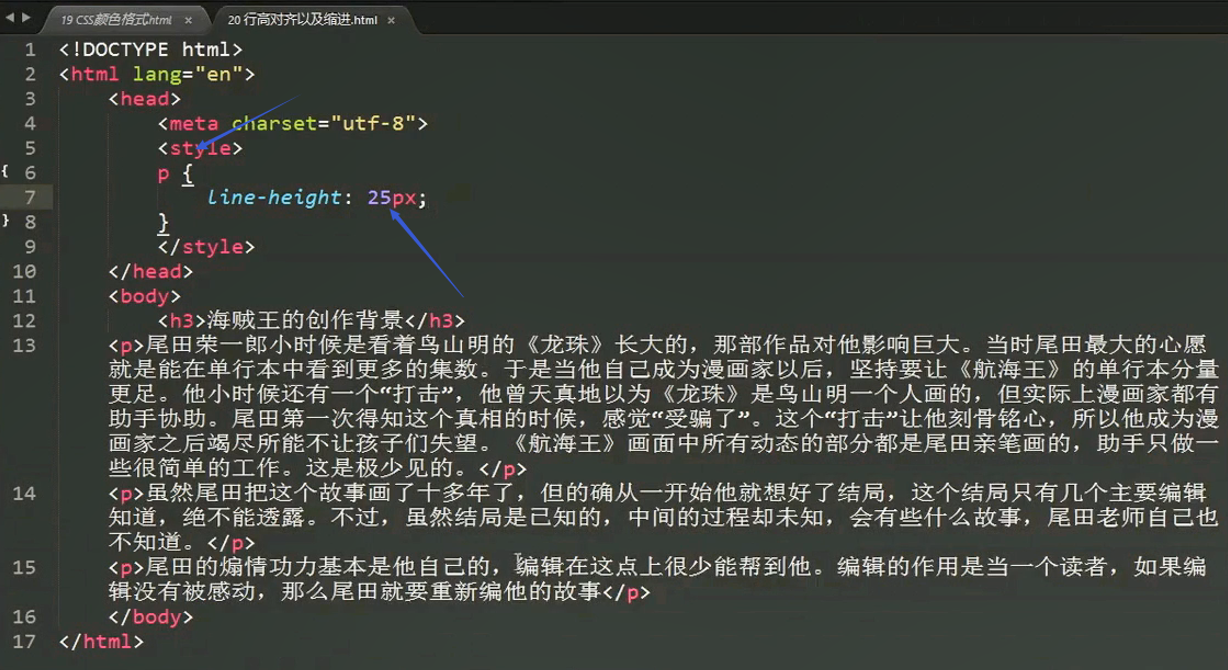 19 CSS颜色格式.html ×
20 行高对齐以及缩进.html ×
1 <!DOCTYPE html>
2 <html lang="en">
3 <head>
4 <meta charset="utf-8">
5 <style>
{ 6 p {
7 line-height: 25px;
} 8 }
9 </style>
10 </head>
11 <body>
12 <h3>海贼王的创作背景</h3>
13 <p>尾田荣一郎小时候是看着鸟山明的《龙珠》长大的，那部作品对他影响巨大。当时尾田最大的心愿
就是能在单行本中看到更多的集数。于是当他自己成为漫画家以后，坚持要让《航海王》的单行本分量
更足。他小时候还有一个“打击”，他曾天真地以为《龙珠》是鸟山明一个人画的，但实际上漫画家都有
助手协助。尾田第一次得知这个真相的时候，感觉“受骗了”。这个“打击”让他刻骨铭心，所以他成为漫
画家之后竭尽所能不让孩子们失望。《航海王》画面中所有动态的部分都是尾田亲笔画的，助手只做一
些很简单的工作。这是极少见的。</p>
14 <p>虽然尾田把这个故事画了十多年了，但的确从一开始他就想好了结局，这个结局只有几个主要编辑
知道，绝不能透露。不过，虽然结局是已知的，中间的过程却未知，会有些什么故事，尾田老师自己也
不知道。</p>
15 <p>尾田的煽情功力基本是他自己的，编辑在这点上很少能帮到他。编辑的作用是当一个读者，如果编
辑没有被感动，那么尾田就要重新编他的故事</p>
16 </body>
17 </html>